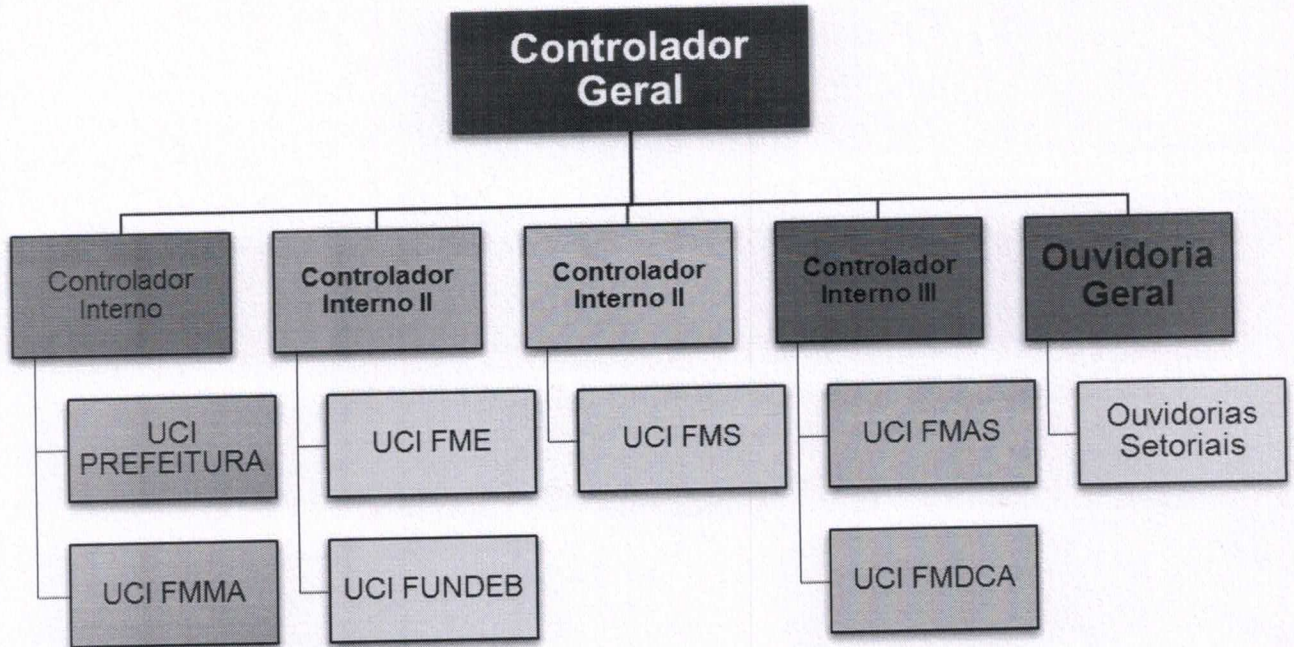 Controlador
Geral
Controlador
Interno
Controlador
Interno II
Controlador
Interno II
Controlador
Interno III
Ouvidoria
Geral
UCI
PREFEITURA
UCI FME
UCI FMS
UCI FMAS
Ouvidorias
Setoriais
UCI FMMA
UCI FUNDEB
UCI FMDCA